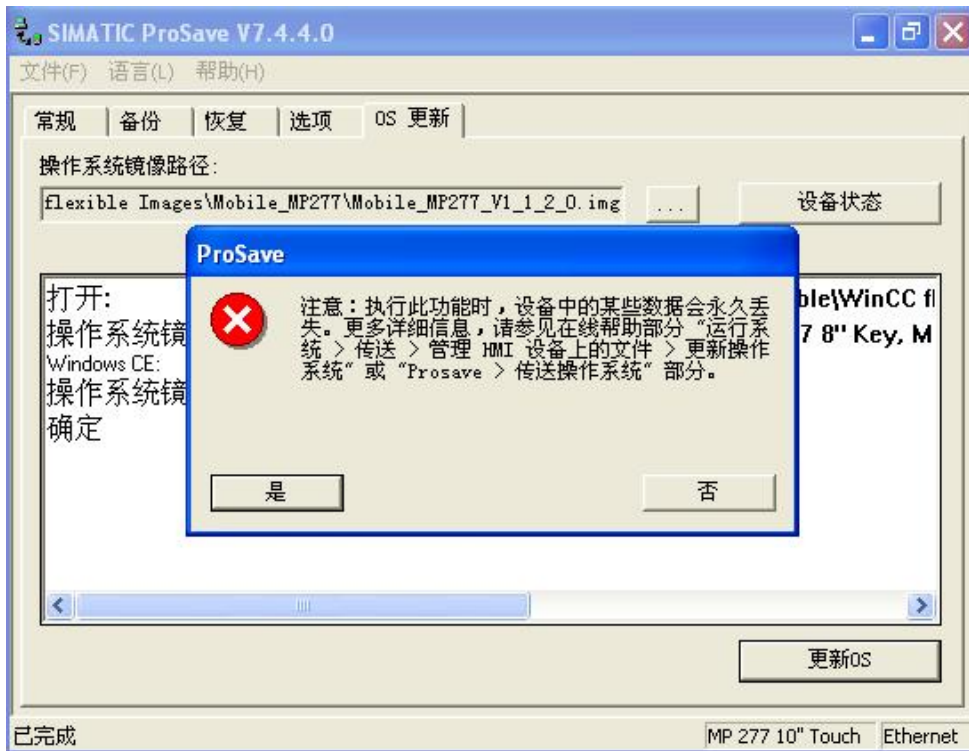 SIMATIC ProSave V7.4.4.0
文件(F) 语言(L) 帮助(H)
常规 备份 恢复 选项 OS 更新
操作系统镜像路径:
flexible Images\Mobile_MP277\Mobile_MP277_V1_1_2_0.img ... 设备状态
ProSave
注意：执行此功能时，设备中的某些数据会永久丢
失。更多详细信息，请参见在线帮助部分“运行系
统 > 传送 > 管理 HMI 设备上的文件 > 更新操作
系统”或“Prosave > 传送操作系统”部分。
是 否
打开: ble\WinCC fl
操作系统镜 7 8" Key, M
Windows CE:
操作系统镜
确定
更新OS
已完成 MP 277 10" Touch Ethernet